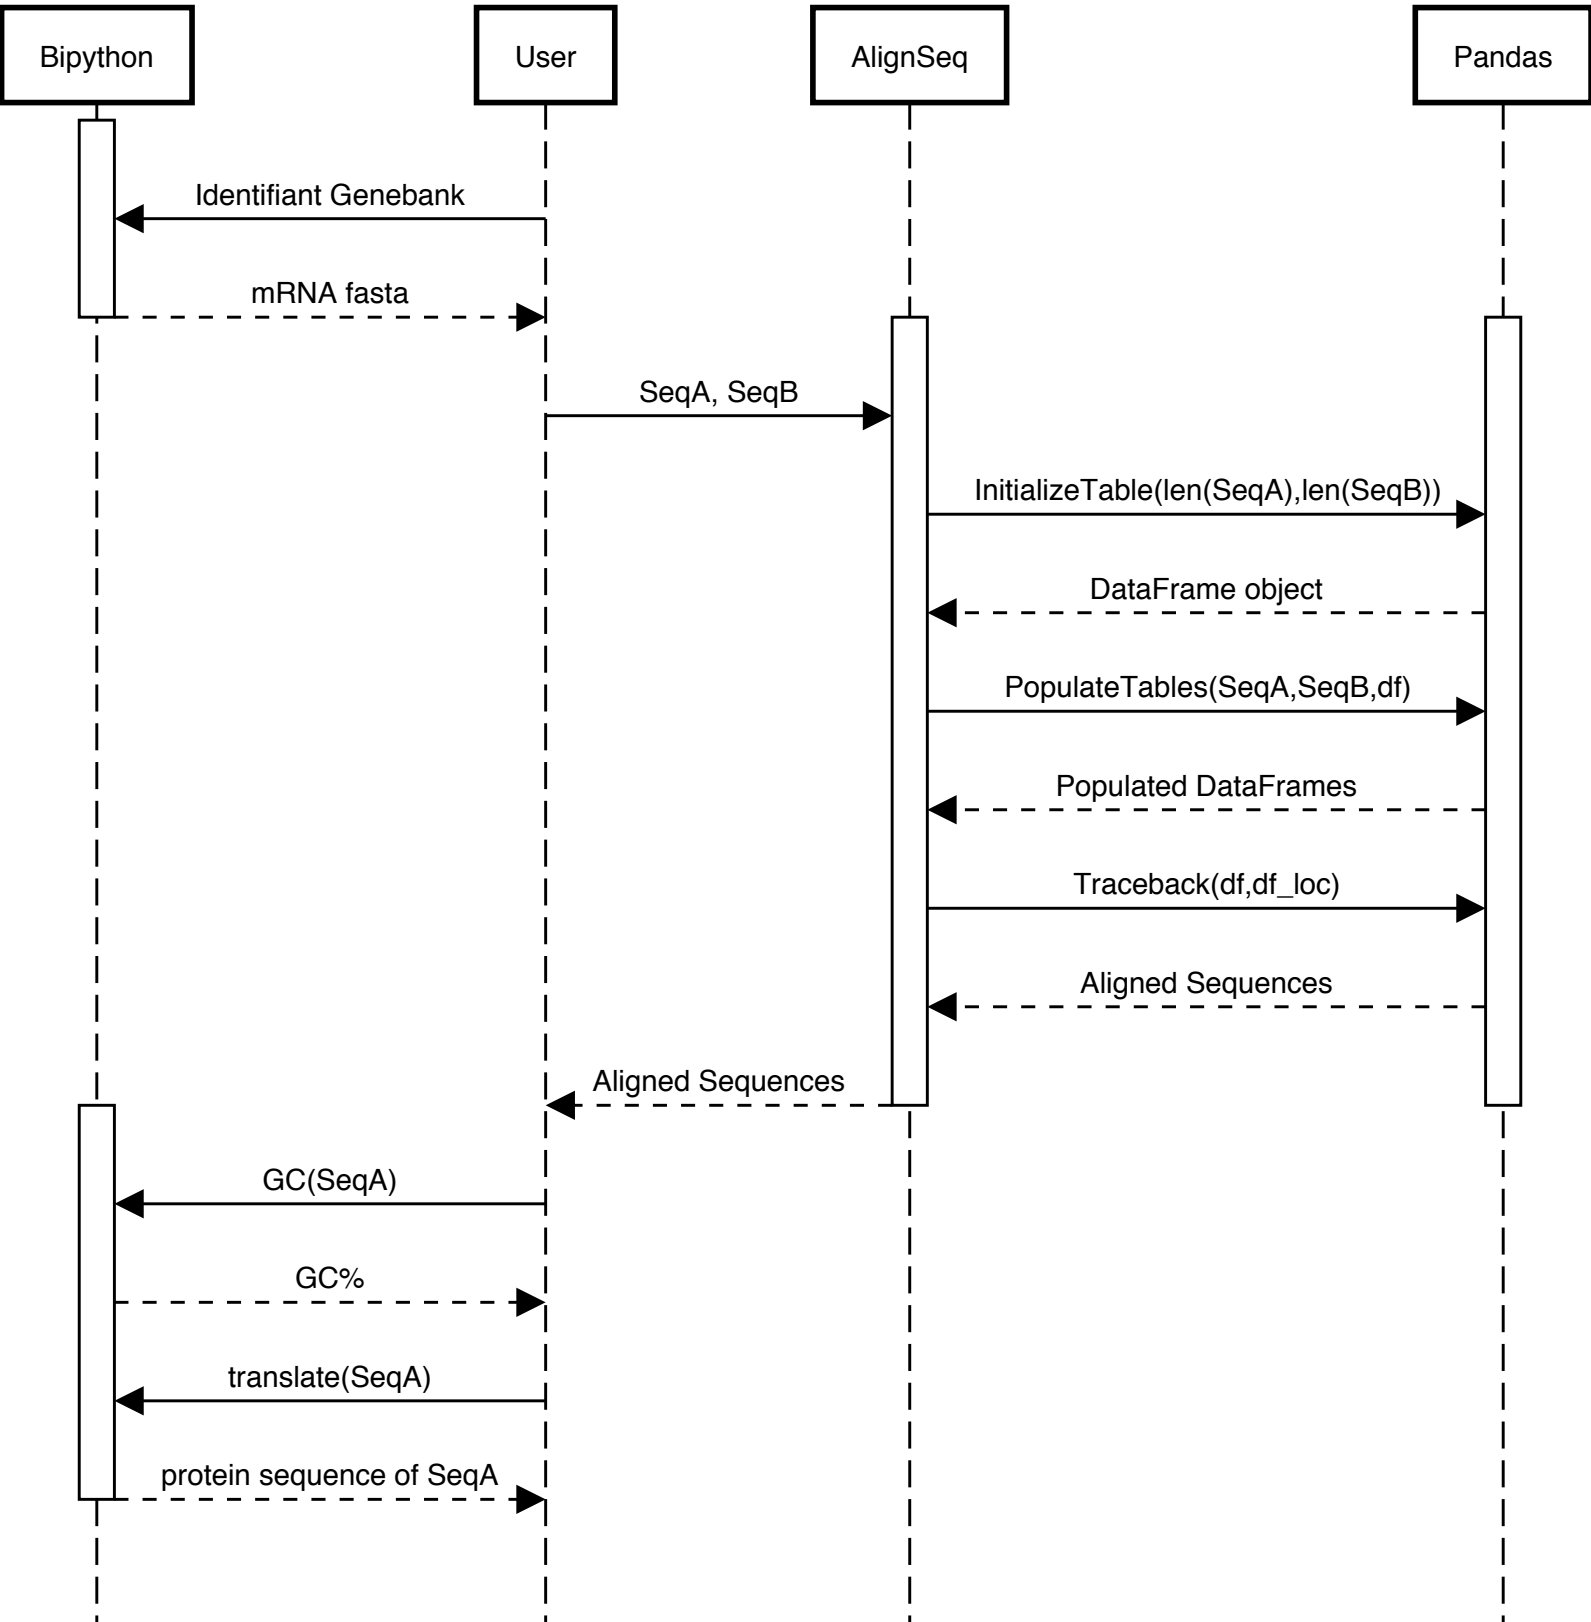 Bipython
User
AlignSeq
Pandas
Identifiant Genebank
mRNA fasta
SeqA, SeqB
InitializeTable(len(SeqA),len(SeqB))
DataFrame object
PopulateTables(SeqA,SeqB,df)
Populated DataFrames
Traceback(df,df_loc)
Aligned Sequences
Aligned Sequences
GC(SeqA)
GC%
translate(SeqA)
protein sequence of SeqA